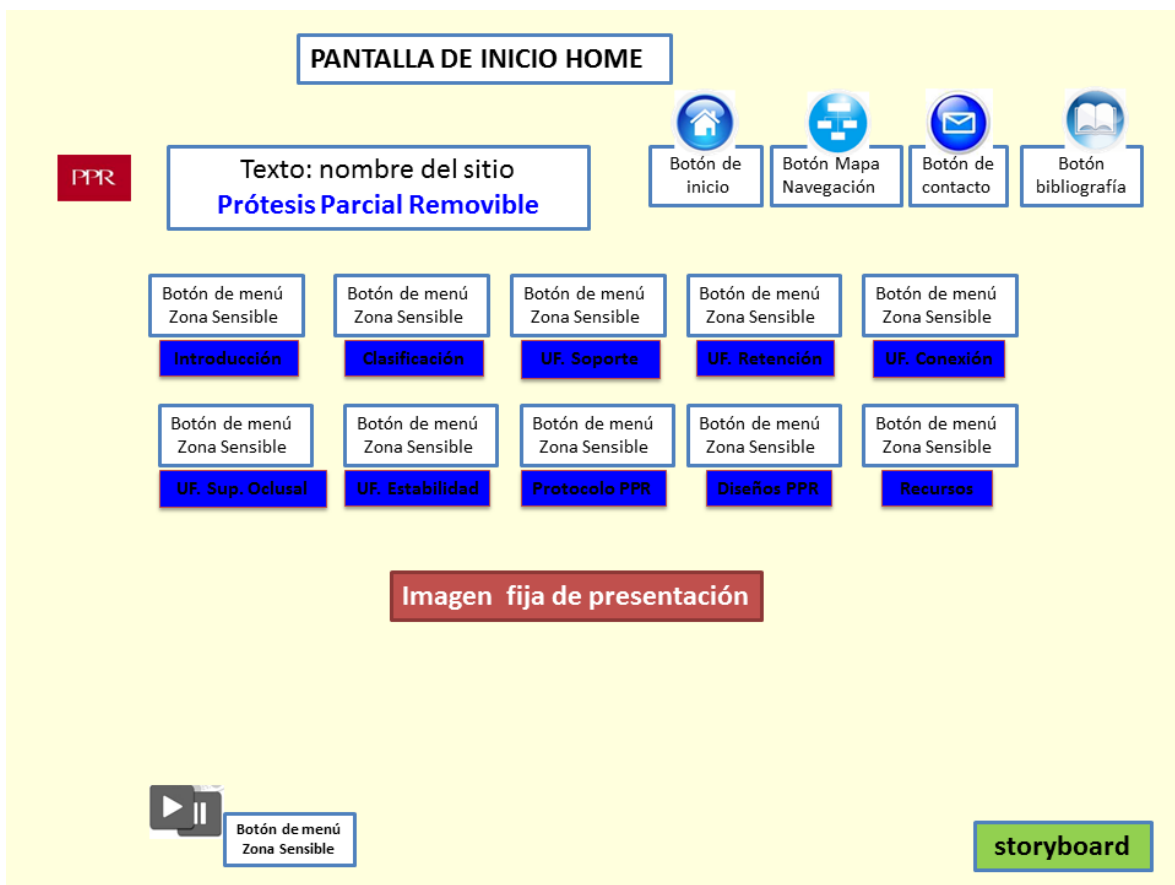 PANTALLA DE INICIO HOME
PPR
Texto: nombre del sitio
Prótesis Parcial Removible
Botón de
inicio
Botón Mapa
Navegación
Botón de
contacto
Botón
bibliografía
Botón de menú
Zona Sensible
Introducción
Botón de menú
Zona Sensible
Clasificación
Botón de menú
Zona Sensible
UF. Soporte
Botón de menú
Zona Sensible
UF. Retención
Botón de menú
Zona Sensible
UF. Conexión
Botón de menú
Zona Sensible
UF. Sup. Oclusal
Botón de menú
Zona Sensible
UF. Estabilidad
Botón de menú
Zona Sensible
Protocolo PPR
Botón de menú
Zona Sensible
Diseños PPR
Botón de menú
Zona Sensible
Recursos
Imagen fija de presentación
Botón de menú
Zona Sensible
storyboard